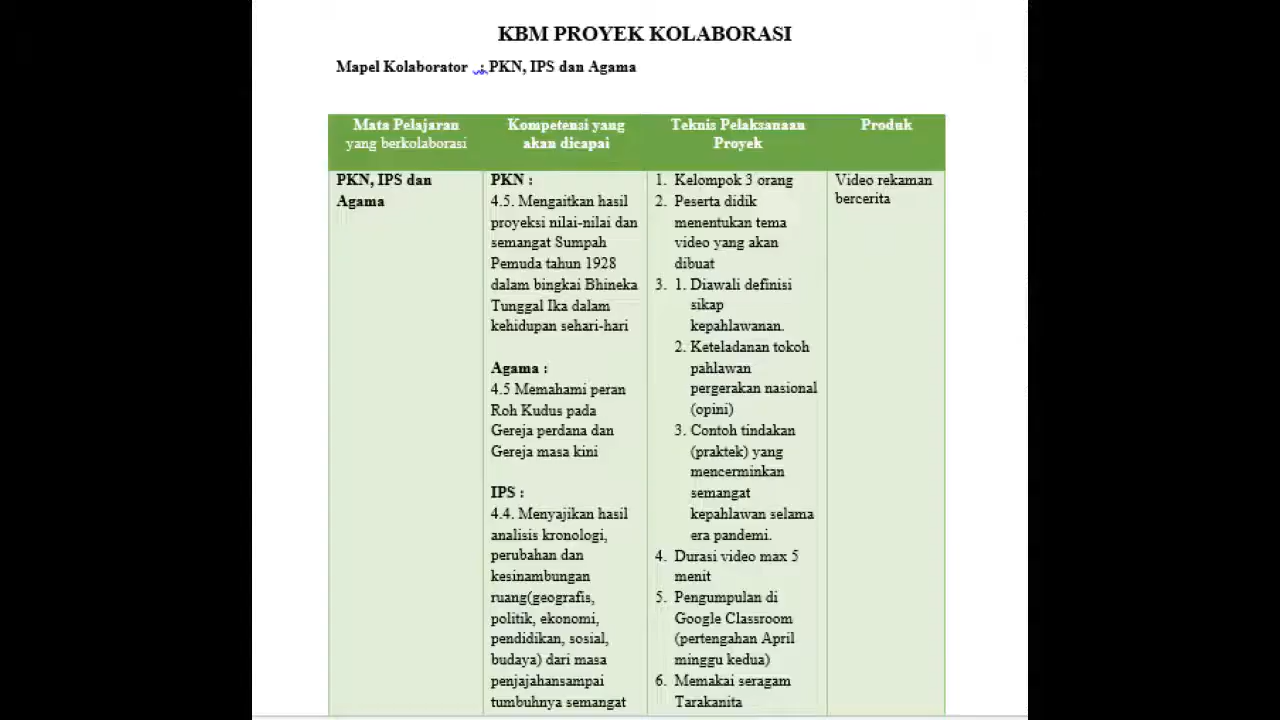 KBM PROYEK KOLABORASI
Mapel Kolaborator : PKN, IPS dan Agama
Mata Pelajaran
yang berkolaborasi
Kompetensi yang
akan dicapai
Teknis Pelaksanaan
Proyek
Produk
PKN, IPS dan
Agama
PKN :
4.5. Mengaitkan hasil
proyeksi nilai-nilai dan
semangat Sumpah
Pemuda tahun 1928
dalam bingkai Bhineka
Tunggal Ika dalam
kehidupan sehari-hari
Agama :
4.5 Memahami peran
Roh Kudus pada
Gereja perdana dan
Gereja masa kini
IPS :
4.4. Menyajikan hasil
analisis kronologi,
perubahan dan
kesinambungan
ruang(geografis,
politik, ekonomi,
pendidikan, sosial,
budaya) dari masa
penjajahansampai
tumbuhnya semangat
1. Kelompok 3 orang
2. Peserta didik
menentukan tema
video yang akan
dibuat
3. 1. Diawali definisi
sikap
kepahlawanan.
2. Keteladanan tokoh
pahlawan
pergerakan nasional
(opini)
3. Contoh tindakan
(praktek) yang
mencerminkan
semangat
kepahlawan selama
era pandemi.
4. Durasi video max 5
menit
5. Pengumpulan di
Google Classroom
(pertengahan April
minggu kedua)
6. Memakai seragam
Tarakanita
Video rekaman
bercerita